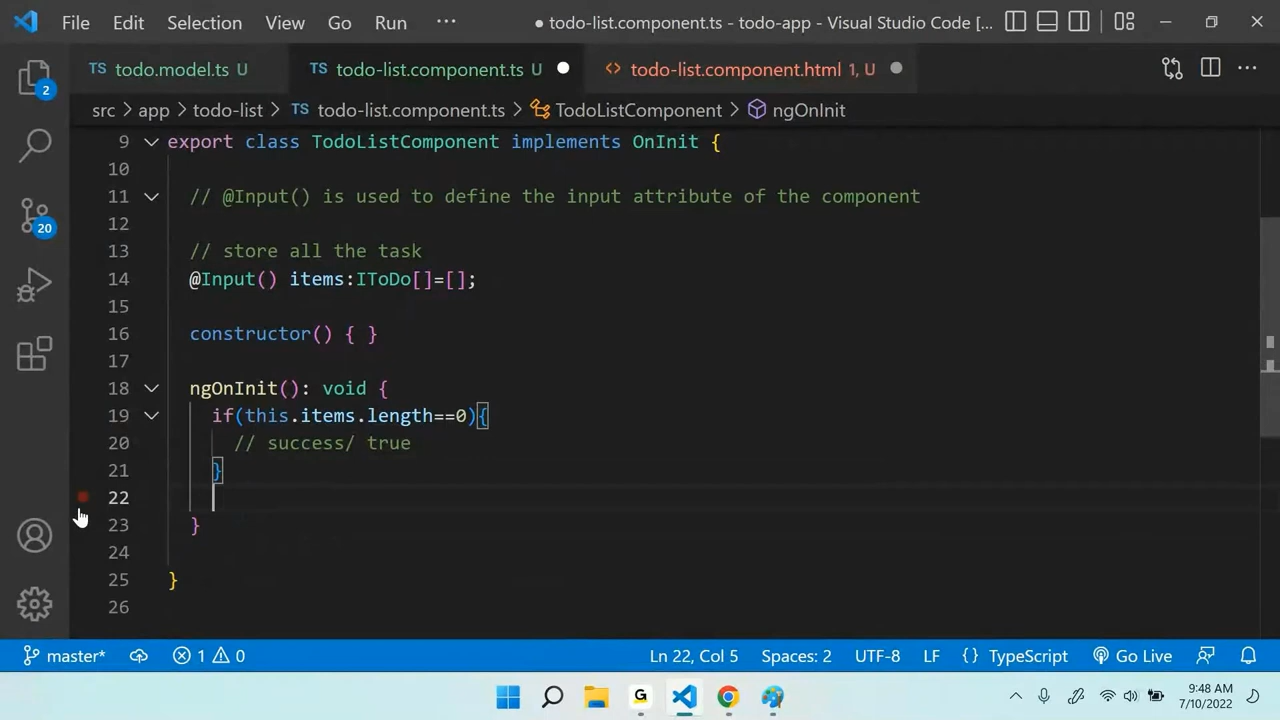 File Edit Selection View Go Run ··· ● todo-list.component.ts - todo-app - Visual Studio Code [...
TS todo.model.ts U TS todo-list.component.ts U <> todo-list.component.html 1, U
src > app > todo-list > TS todo-list.component.ts > TodoListComponent > ngOnInit
9 export class TodoListComponent implements OnInit {
10
11 // @Input() is used to define the input attribute of the component
12
13 // store all the task
14 @Input() items:IToDo[]=[];
15
16 constructor() { }
17
18 ngOnInit(): void {
19 if(this.items.length==0){
20 // success/ true
21 }
22
23 }
24
25 }
26
2
20
master* 1 0 Ln 22, Col 5 Spaces: 2 UTF-8 LF {} TypeScript Go Live
G
9:48 AM
7/10/2022